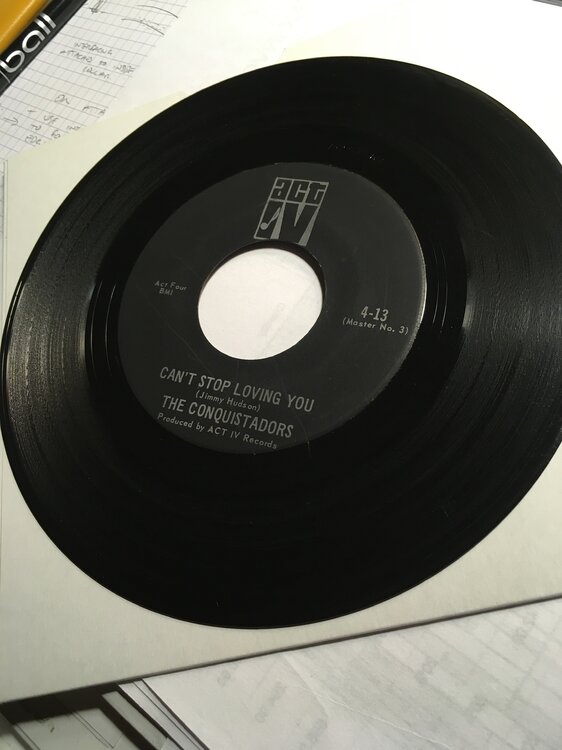 ball
act
IV
Act Four
BMI
4-13
(Master No. 3)
CAN'T STOP LOVING YOU
(Jimmy Hudson)
THE CONQUISTADORS
Produced by ACT IV Records